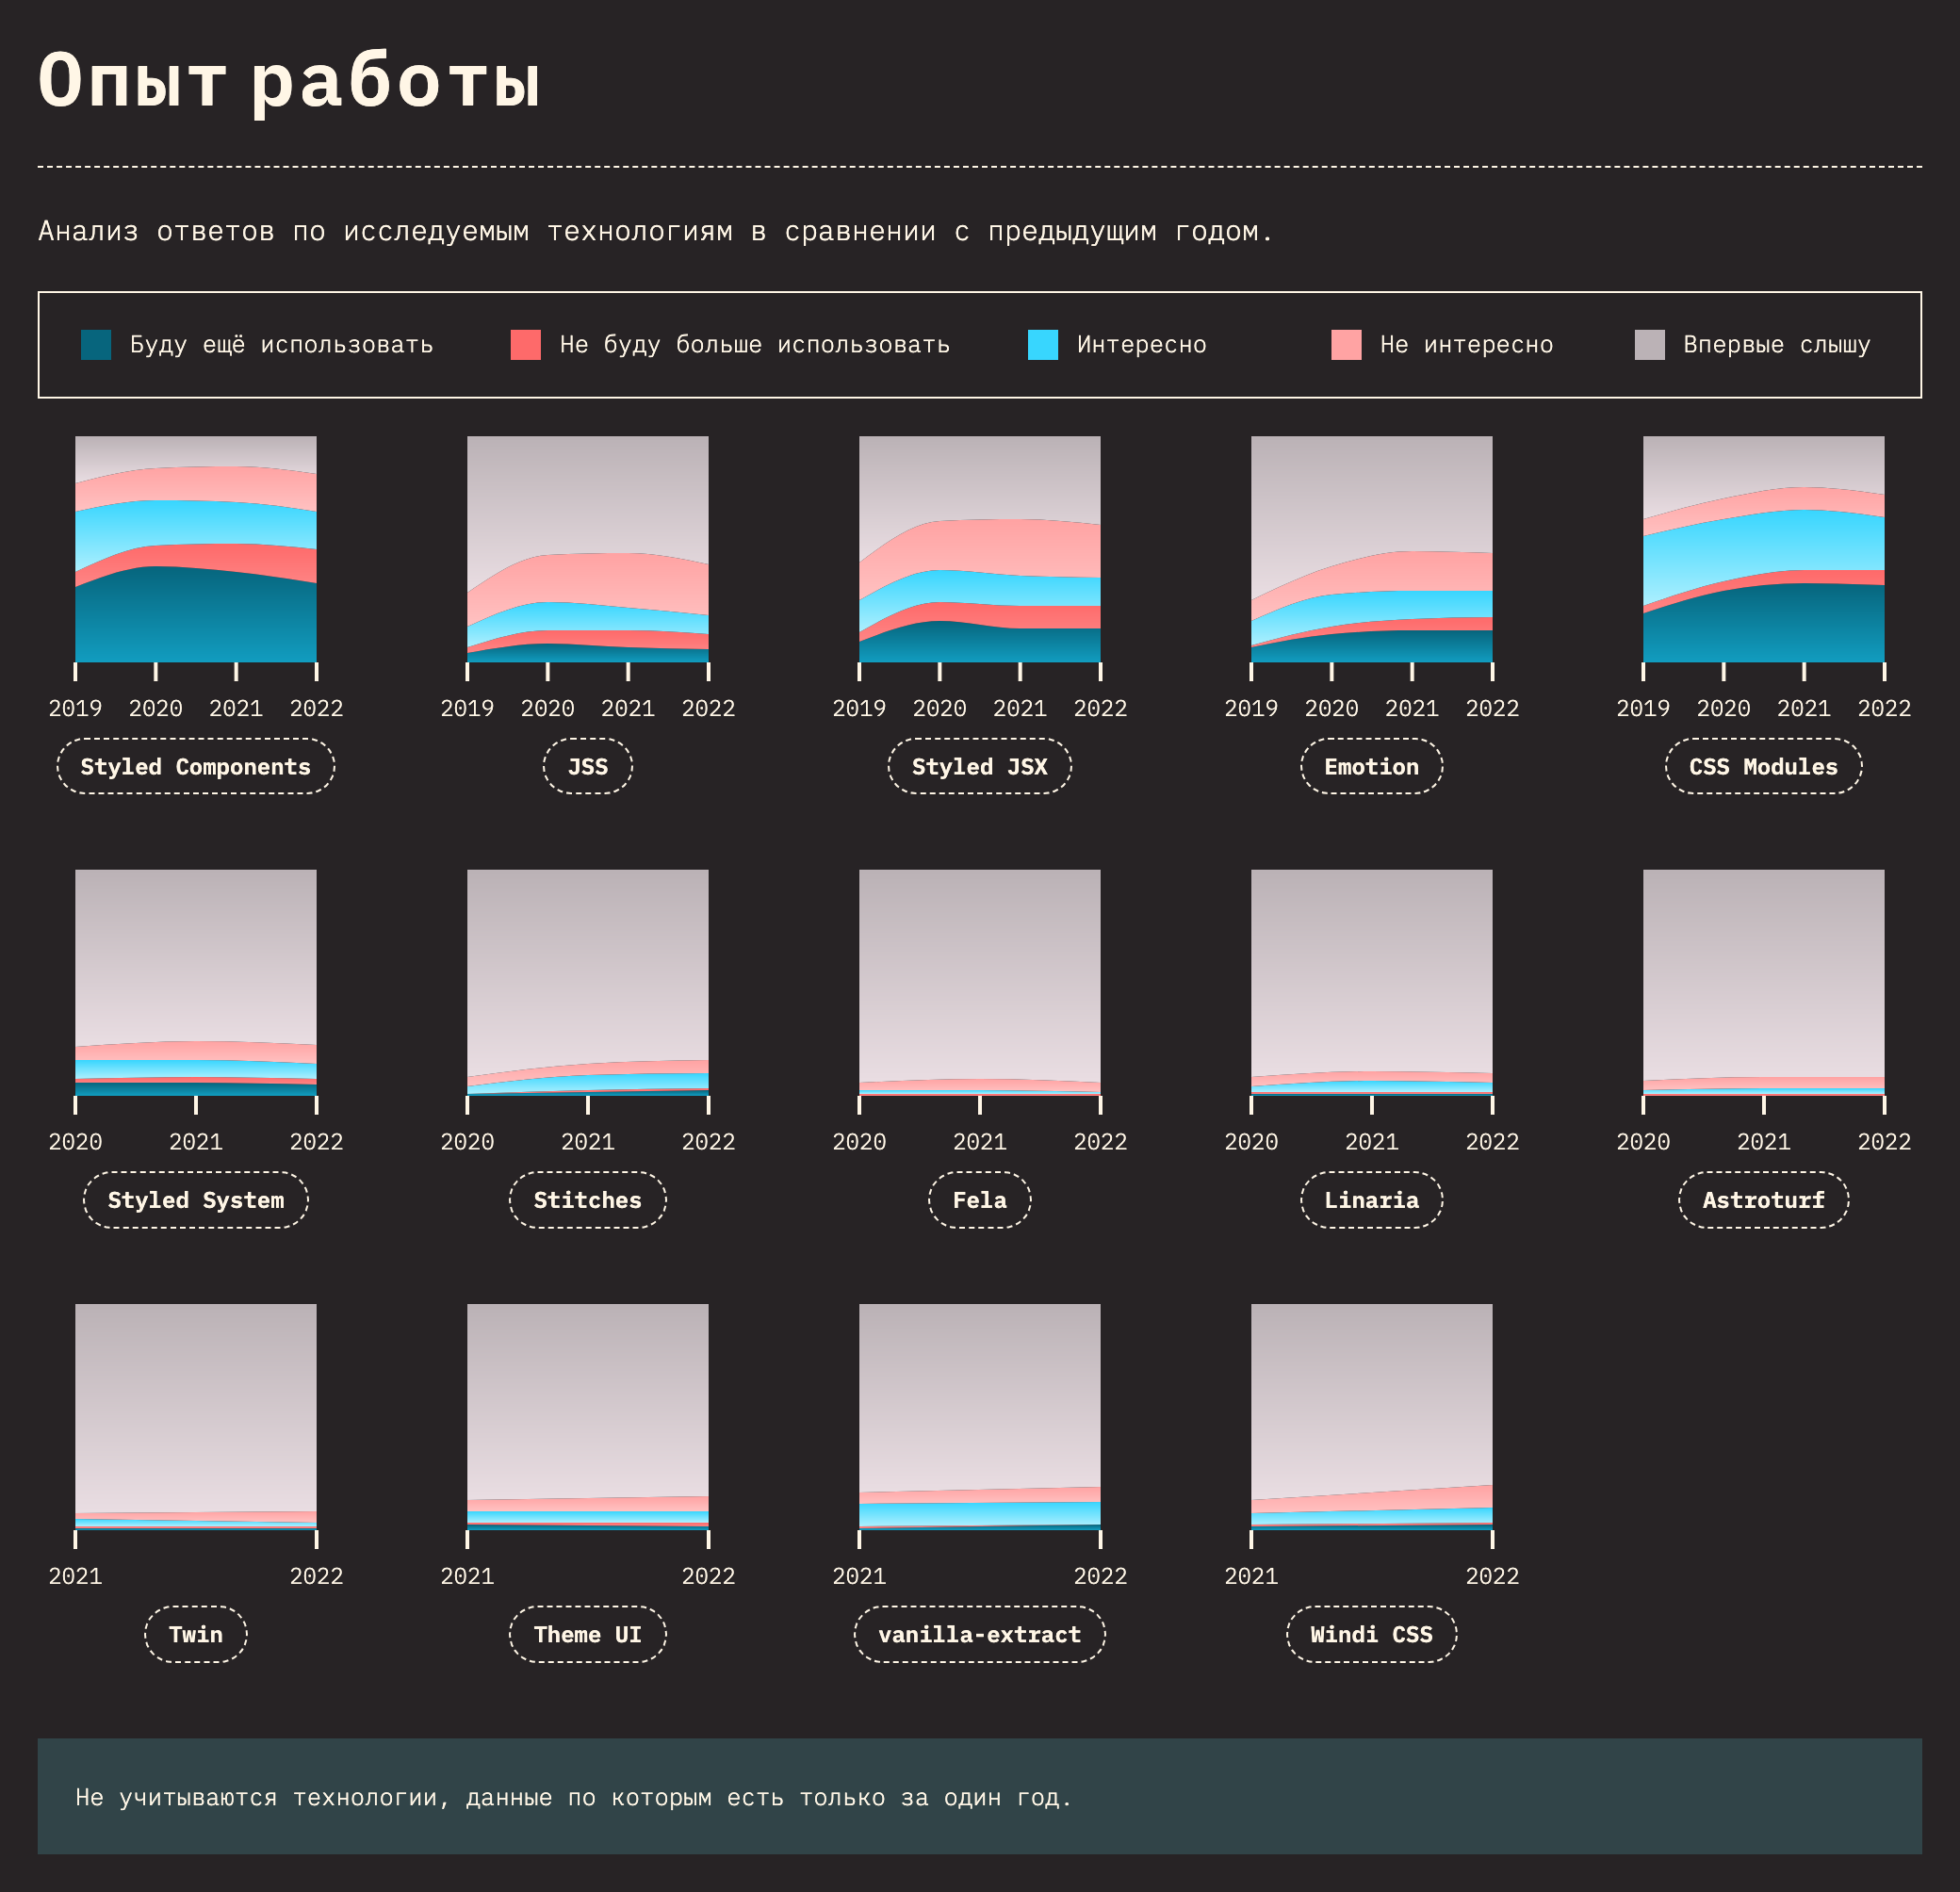 Опыт работы
Анализ ответов по исследуемым технологиям в сравнении с предыдущим годом.
Буду ещё использовать Не буду больше использовать Интересно Не интересно Впервые слышу
2019 2020 2021 2022 2019 2020 2021 2022 2019 2020 2021 2022 2019 2020 2021 2022 2019 2020 2021 2022
Styled Components JSS Styled JSX Emotion CSS Modules
2020 2021 2022 2020 2021 2022 2020 2021 2022 2020 2021 2022 2020 2021 2022
Styled System Stitches Fela Linaria Astroturf
2021 2022 2021 2022 2021 2022 2021 2022
Twin Theme UI vanilla-extract Windi CSS
Не учитываются технологии, данные по которым есть только за один год.